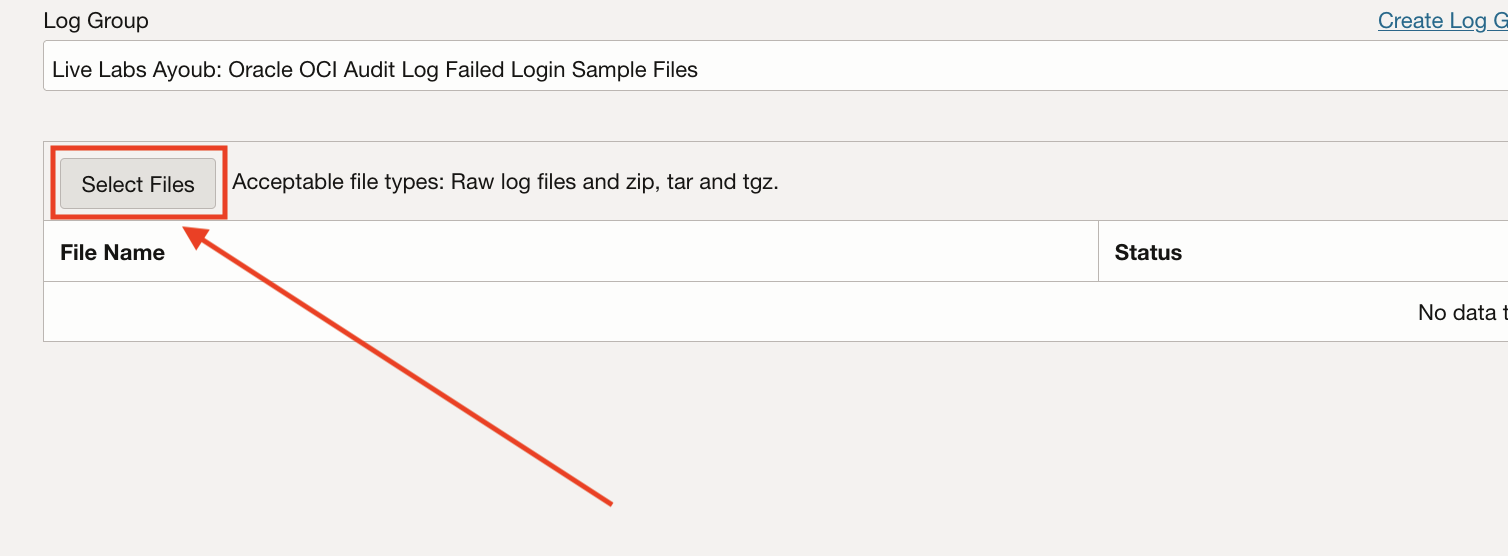 Log Group
Create Log G
Live Labs Ayoub: Oracle OCI Audit Log Failed Login Sample Files
Select Files
Acceptable file types: Raw log files and zip, tar and tgz.
File Name
Status
No data t